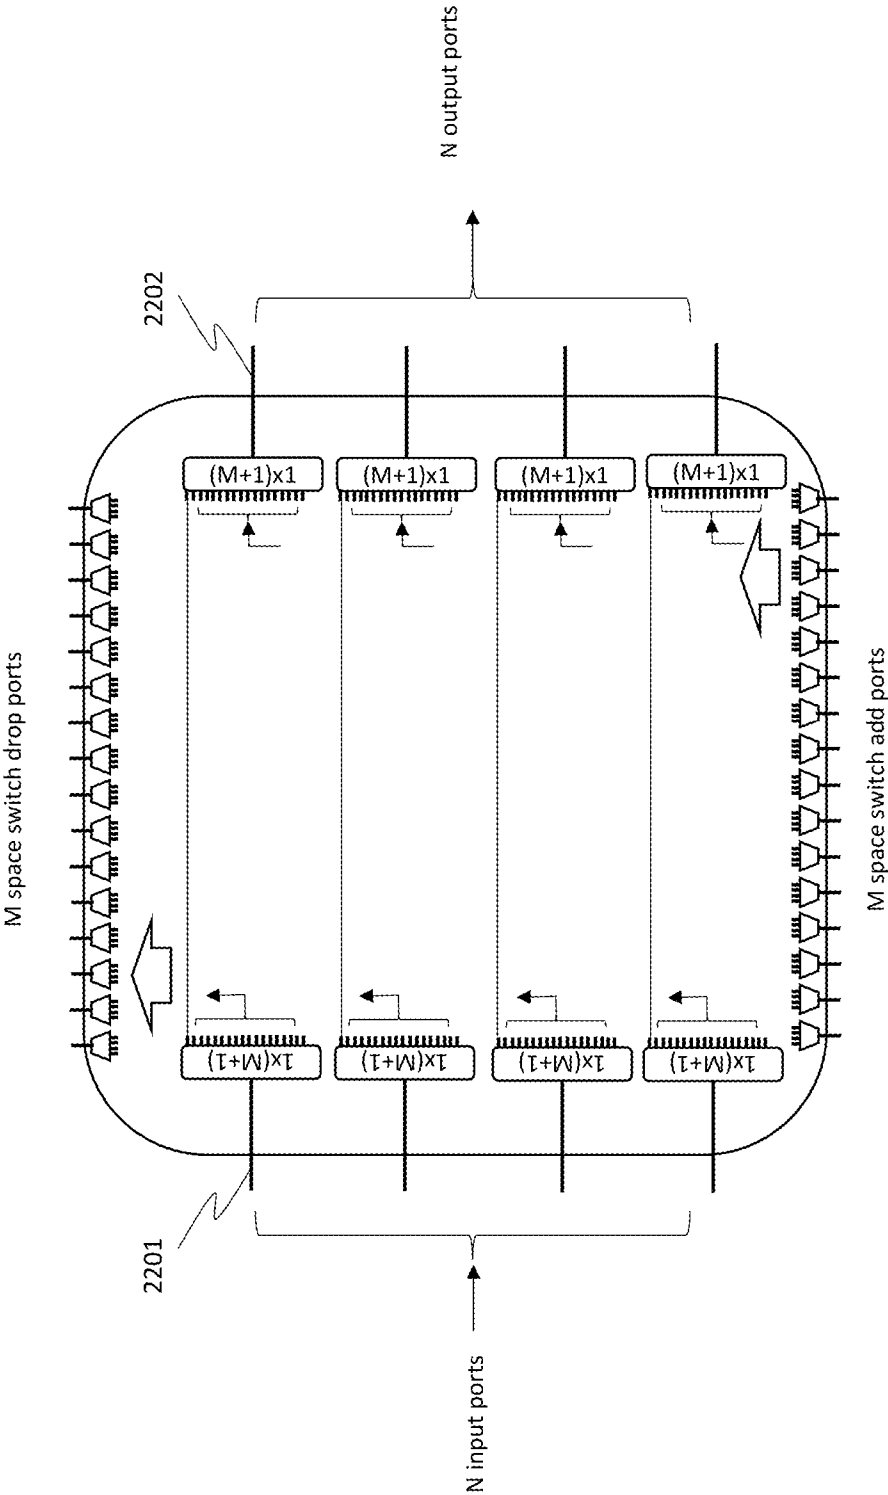 N output ports
2202
(M+1)x1
(M+1)x1
(M+1)x1
(M+1)x1
M space switch drop ports
M space switch add ports
1x(M+1)
1x(M+1)
1x(M+1)
1x(M+1)
2201
N input ports